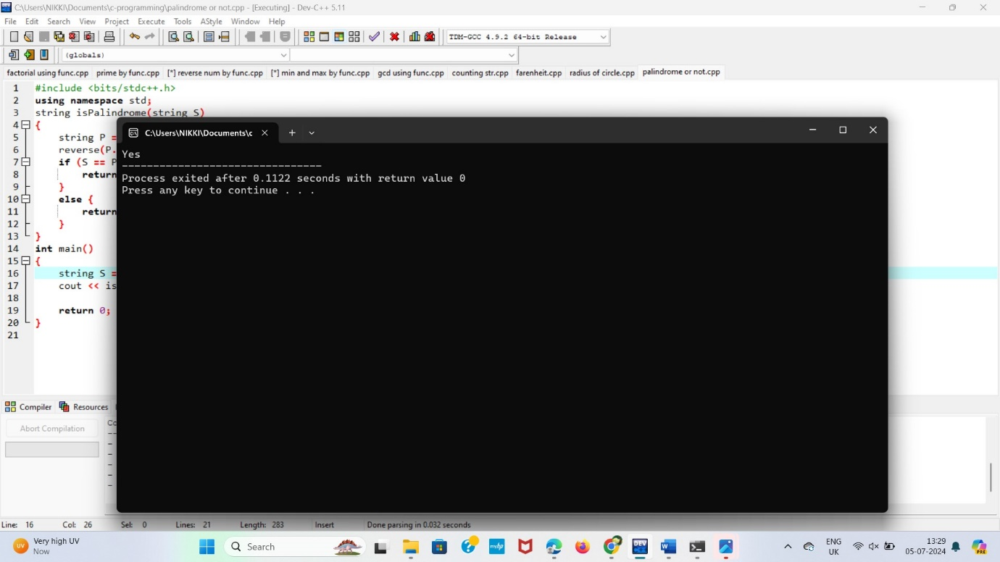 C:\Users\NIKKI\Documents\c-programming\palindrome or not.cpp - [Executing] - Dev-C++ 5.11
File Edit Search View Project Execute Tools AStyle Window Help
TDM-GCC 4.9.2 64-bit Release
(globals)
factorial using func.cpp prime by func.cpp [*] reverse num by func.cpp [*] min and max by func.cpp gcd using func.cpp counting str.cpp farenheit.cpp radius of circle.cpp palindrome or not.cpp
1 #include <bits/stdc++.h>
2 using namespace std;
3 string isPalindrome(string S)
4 {
5 string P =
6 reverse(P.
7 if (S == P
8 return
9 }
10 else {
11 return
12 }
13 }
14 int main()
15 {
16 string S =
17 cout << is
18
19 return 0;
20 }
21
C:\Users\NIKKI\Documents\c
Yes
--------------------------------
Process exited after 0.1122 seconds with return value 0
Press any key to continue . . .
Compiler Resources
Abort Compilation
Line: 16 Col: 26 Sel: 0 Lines: 21 Length: 283 Insert Done parsing in 0.032 seconds
UV Very high UV
Now
Search
DEV
ENG
UK
13:29
05-07-2024
PRE